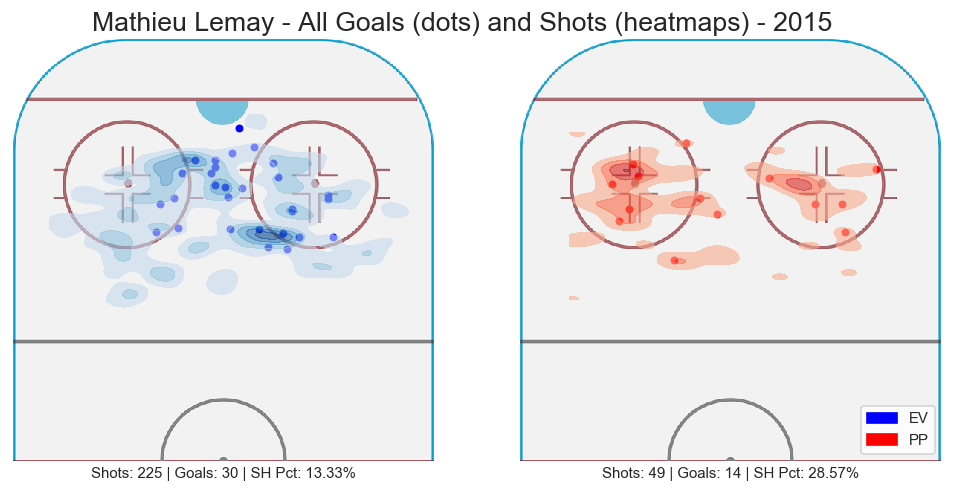 Mathieu Lemay - All Goals (dots) and Shots (heatmaps) - 2015
EV
PP
Shots: 225 | Goals: 30 | SH Pct: 13.33%
Shots: 49 | Goals: 14 | SH Pct: 28.57%